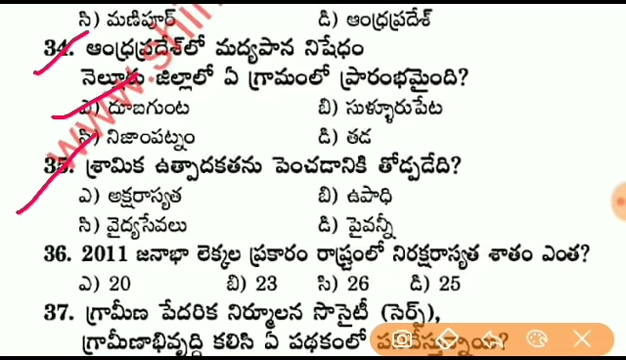 సి) మణిపూర్ డి) ఆంధ్రప్రదేశ్
34. ఆంధ్రప్రదేశ్‌లో మద్యపాన నిషేధం
నెల్లూరు జిల్లాలో ఏ గ్రామంలో ప్రారంభమైంది?
ఎ) దూబగుంట బి) సుళ్ళూరుపేట
సి) నిజాంపట్నం డి) తడ
35. శ్రామిక ఉత్పాదకతను పెంచడానికి తోడ్పడేది?
ఎ) అక్షరాస్యత బి) ఉపాధి
సి) వైద్యసేవలు డి) పైవన్నీ
36. 2011 జనాభా లెక్కల ప్రకారం రాష్ట్రంలో నిరక్షరాస్యత శాతం ఎంత?
ఎ) 20 బి) 23 సి) 26 డి) 25
37. గ్రామీణ పేదరిక నిర్మూలన సొసైటీ (సెర్ప్),
గ్రామీణాభివృద్ధి కలిసి ఏ పథకంలో